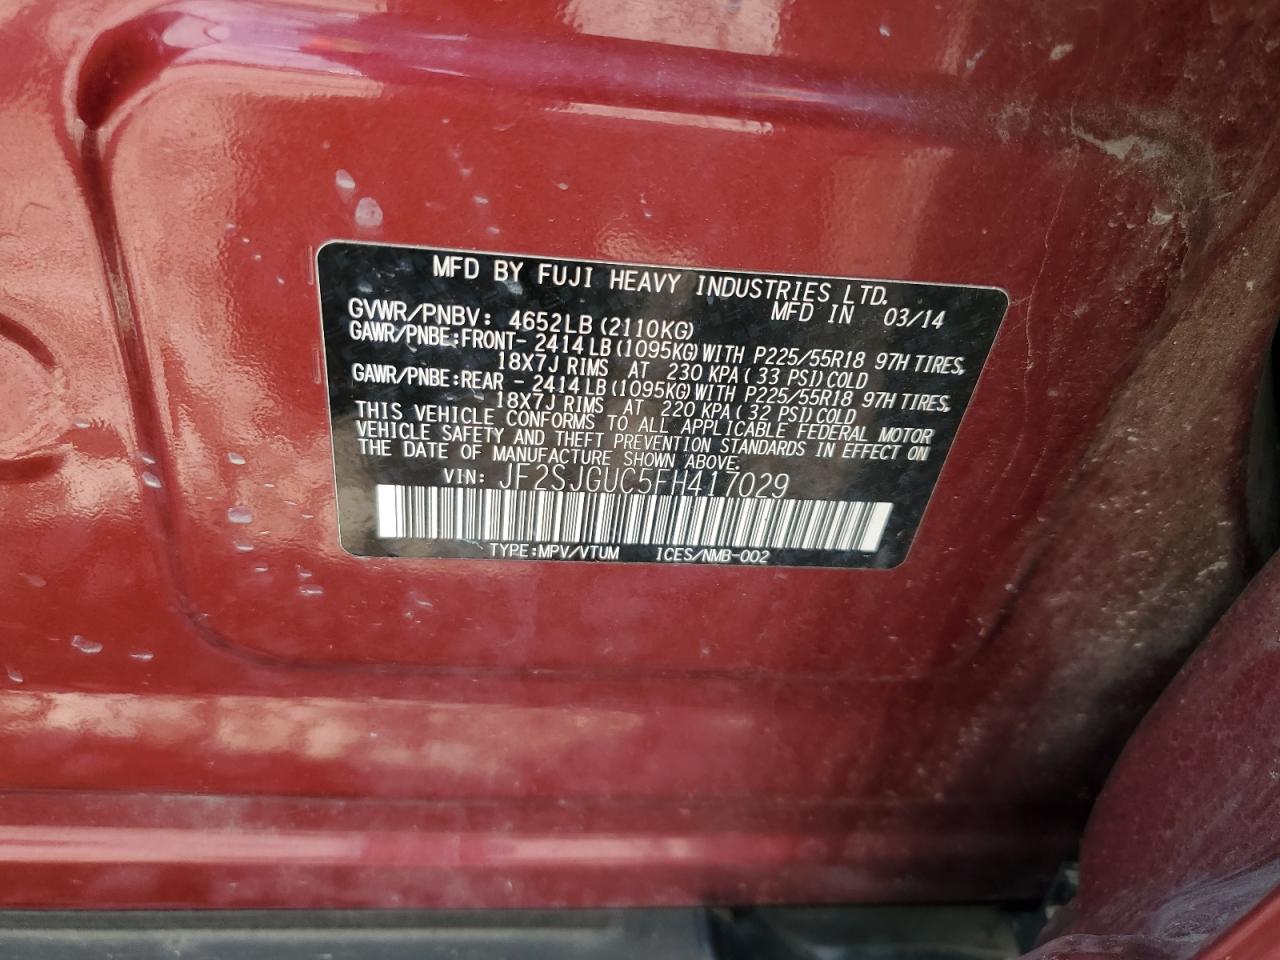 MFD BY FUJI HEAVY INDUSTRIES LTD.
MFD IN 03/14
GVWR/PNBV: 4652LB(2110KG)
GAWR/PNBE:FRONT- 2414LB(1095KG)WITH P225/55R18 97H TIRES,
18X7J RIMS AT 230 KPA(33 PSI)COLD
GAWR/PNBE:REAR - 2414LB(1095KG)WITH P225/55R18 97H TIRES,
18X7J RIMS AT 220 KPA(32 PSI)COLD
THIS VEHICLE CONFORMS TO ALL APPLICABLE FEDERAL MOTOR
VEHICLE SAFETY AND THEFT PREVENTION STANDARDS IN EFFECT ON
THE DATE OF MANUFACTURE SHOWN ABOVE.
VIN: JF2SJGUC5FH417029
TYPE:MPV/VTUM ICES/NMB-002